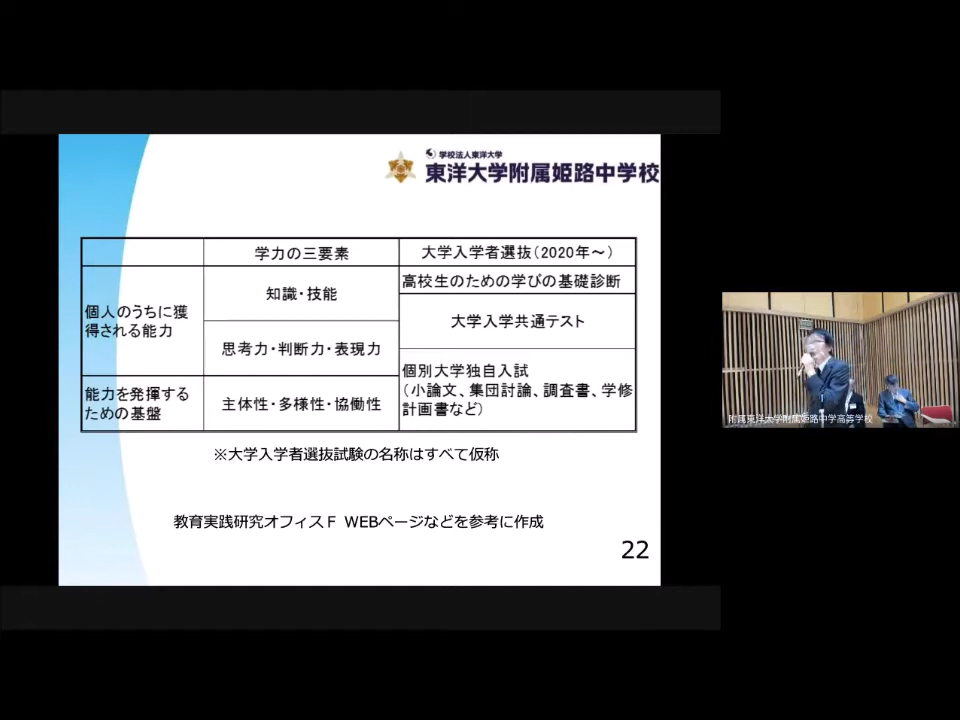 学校法人東洋大学
東洋大学附属姫路中学校
学力の三要素
大学入学者選抜(2020年~)
個人のうちに獲
得される能力
知識・技能
高校生のための学びの基礎診断
大学入学共通テスト
思考力・判断力・表現力
個別大学独自入試
(小論文、集団討論、調査書、学修
計画書など)
能力を発揮する
ための基盤
主体性・多様性・協働性
※大学入学者選抜試験の名称はすべて仮称
教育実践研究オフィスF WEBページなどを参考に作成
22
附属東洋大学附属姫路中学高等学校